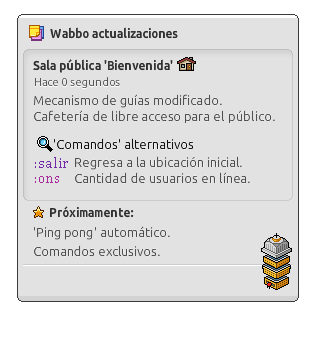 Wabbo actualizaciones
Sala pública 'Bienvenida'
Hace 0 segundos
Mecanismo de guías modificado.
Cafetería de libre acceso para el público.
'Comandos' alternativos
:salir Regresa a la ubicación inicial.
:ons Cantidad de usuarios en línea.
Próximamente:
'Ping pong' automático.
Comandos exclusivos.